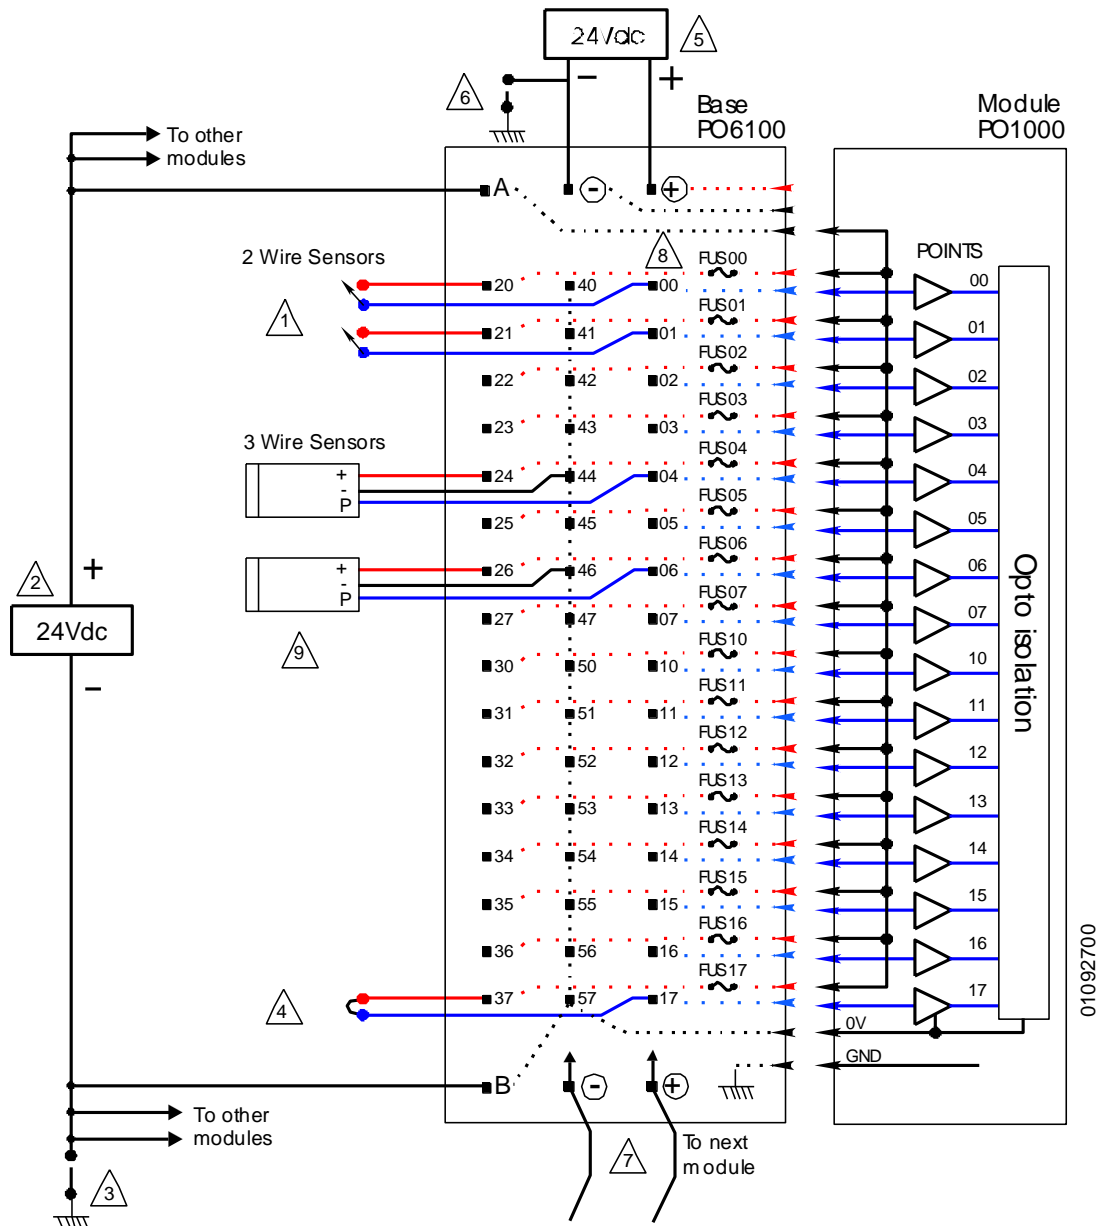 24Vdc
5
6
−
+
Base
PO6100
Module
PO1000
To other
modules
A
-
+
8
POINTS
2 Wire Sensors
1
20
40
00
FUS00
00
21
41
01
FUS01
01
22
42
02
FUS02
02
23
43
03
FUS03
03
3 Wire Sensors
+
-
P
24
44
04
FUS04
04
25
45
05
FUS05
05
+
-
P
26
46
06
FUS06
06
9
27
47
07
FUS07
07
2
+
24Vdc
−
30
50
10
FUS10
10
31
51
11
FUS11
11
32
52
12
FUS12
12
33
53
13
FUS13
13
34
54
14
FUS14
14
35
55
15
FUS15
15
36
56
16
FUS16
16
4
37
57
17
FUS17
17
Opto isolation
0V
GND
B
-
+
To other
modules
7
To next
module
3
01092700